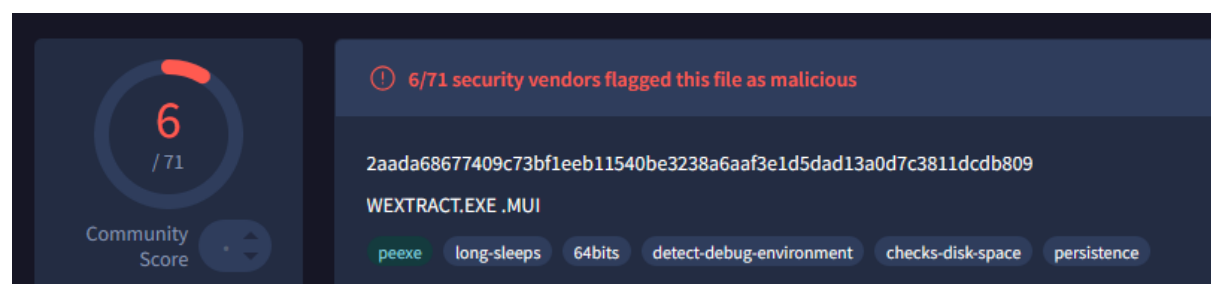 6
/ 71
Community
Score
6/71 security vendors flagged this file as malicious
2aada68677409c73bf1eeb11540be3238a6aaf3e1d5dad13a0d7c3811dcdb809
WEXTRACT.EXE .MUI
peexe long-sleeps 64bits detect-debug-environment checks-disk-space persistence